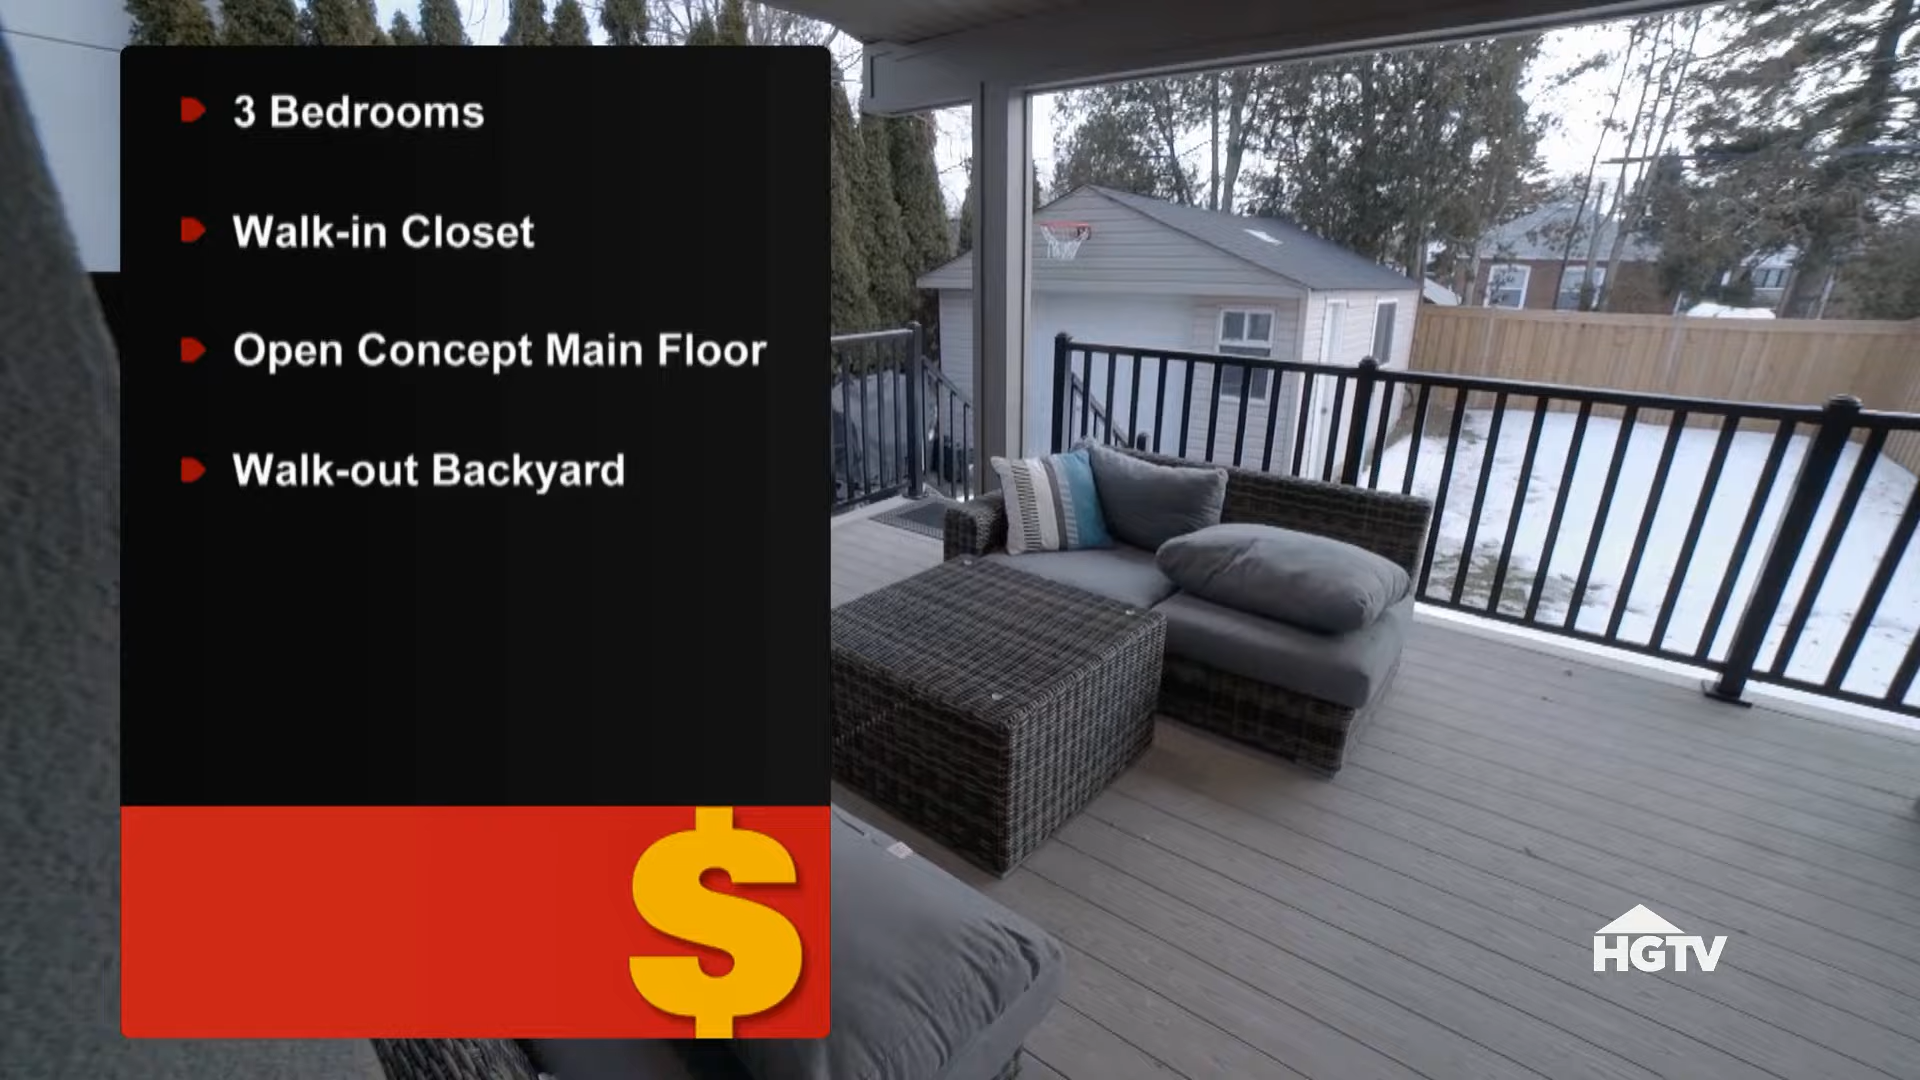 3 Bedrooms
Walk-in Closet
Open Concept Main Floor
Walk-out Backyard
$
HGTV